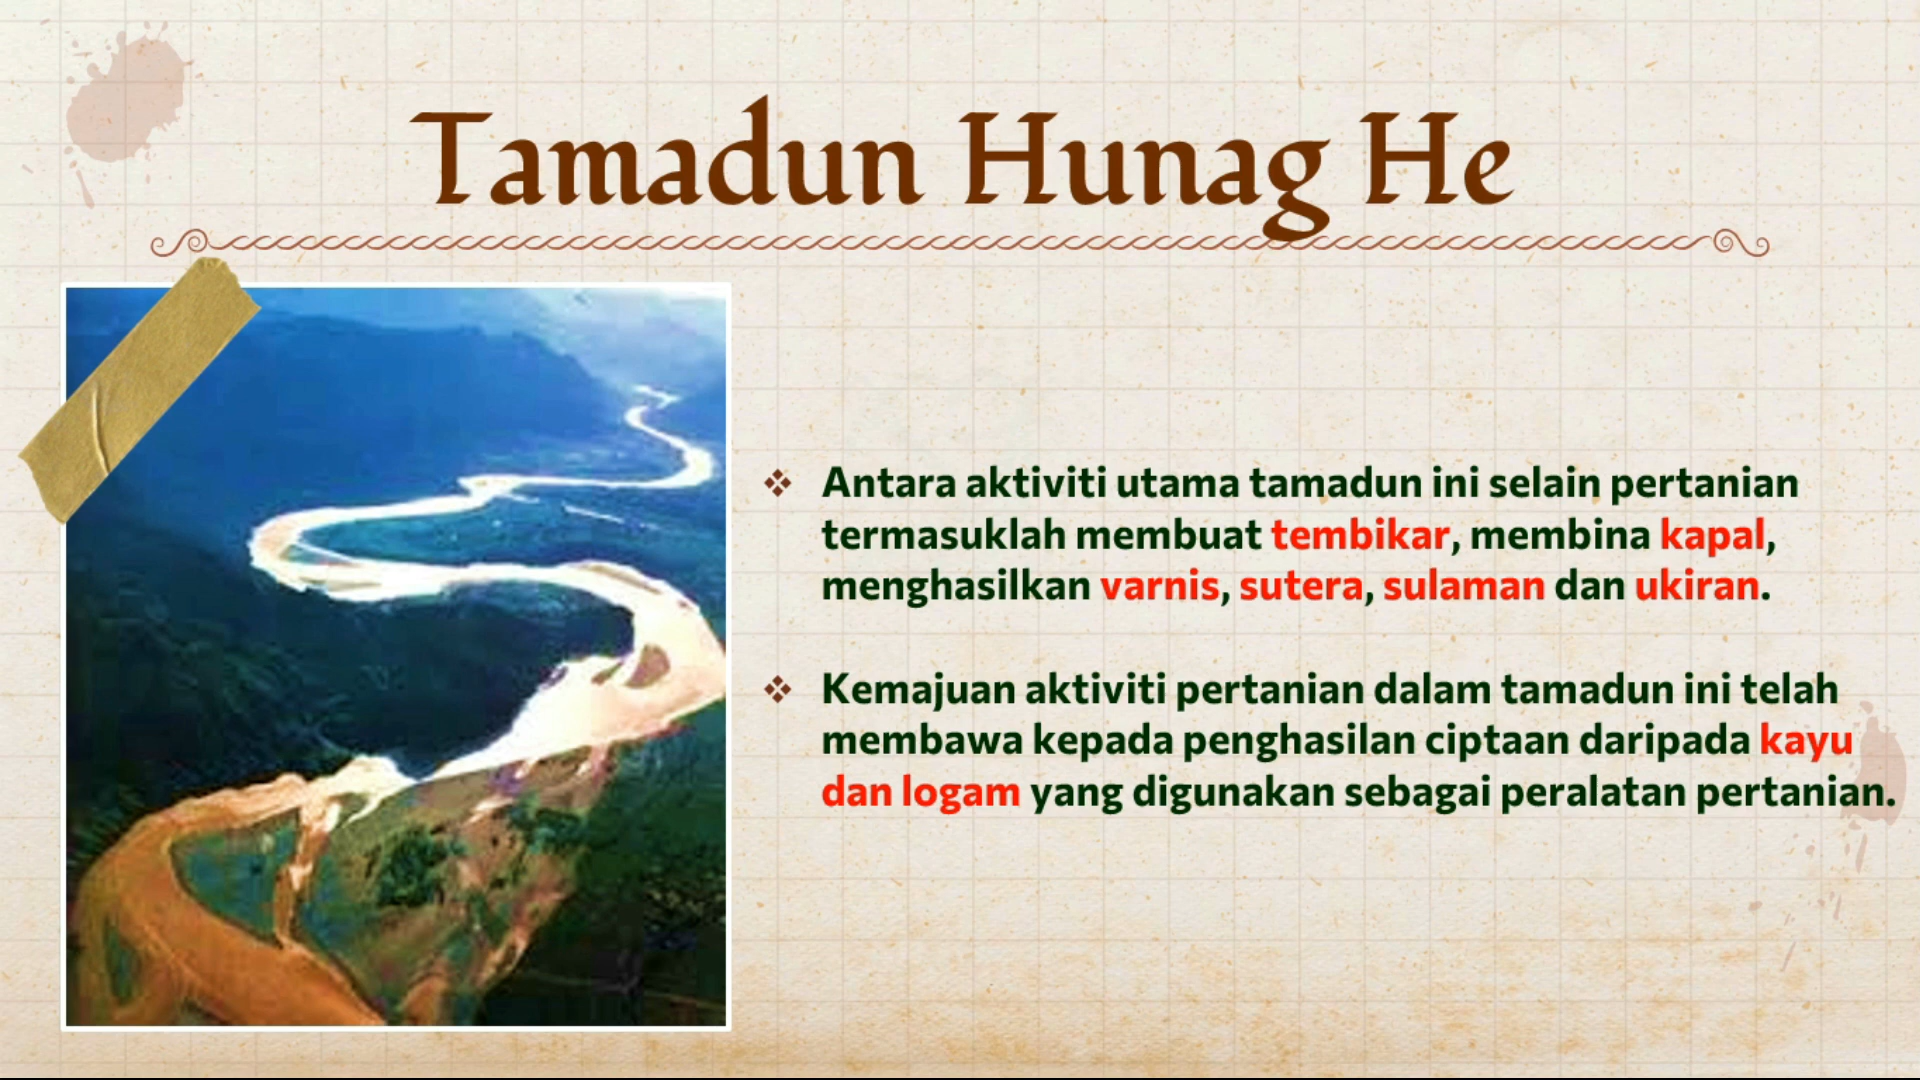 Tamadun Hunag He
Antara aktiviti utama tamadun ini selain pertanian
termasuklah membuat tembikar, membina kapal,
menghasilkan varnis, sutera, sulaman dan ukiran.
Kemajuan aktiviti pertanian dalam tamadun ini telah
membawa kepada penghasilan ciptaan daripada kayu
dan logam yang digunakan sebagai peralatan pertanian.